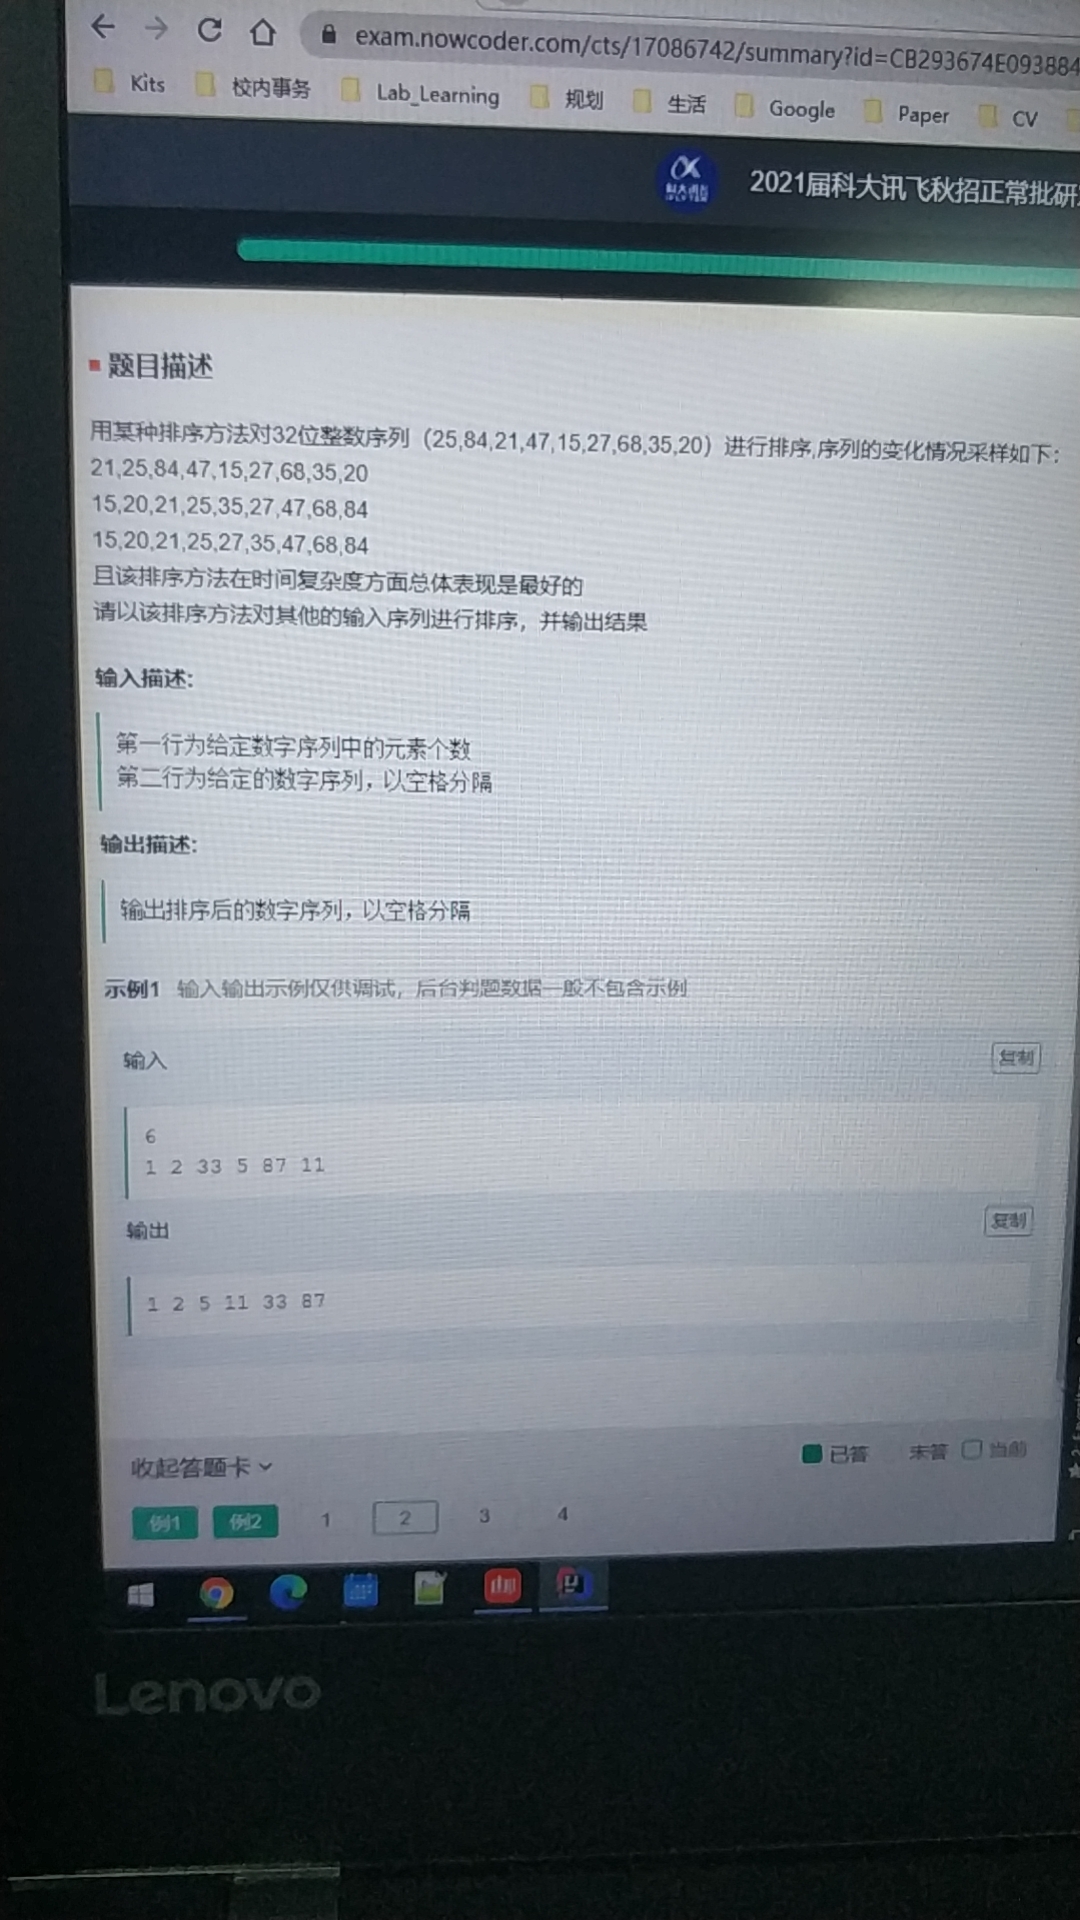 exam.nowcoder.com/cts/17086742/summary?id=CB293674E093884
Kits 校内事务 Lab_Learning 规划 生活 Google Paper CV
2021届科大讯飞秋招正常批研
题目描述
用某种排序方法对32位整数序列（25,84,21,47,15,27,68,35,20）进行排序,序列的变化情况采样如下：
21,25,84,47,15,27,68,35,20
15,20,21,25,35,27,47,68,84
15,20,21,25,27,35,47,68,84
且该排序方法在时间复杂度方面总体表现是最好的
请以该排序方法对其他的输入序列进行排序，并输出结果
输入描述:
第一行为给定数字序列中的元素个数
第二行为给定的数字序列，以空格分隔
输出描述:
输出排序后的数字序列，以空格分隔
示例1 输入输出示例仅供调试，后台判题数据一般不包含示例
输入 复制
6
1 2 33 5 87 11
输出 复制
1 2 5 11 33 87
收起答题卡 已答 未答 当前
例1 例2 1 2 3 4
Lenovo